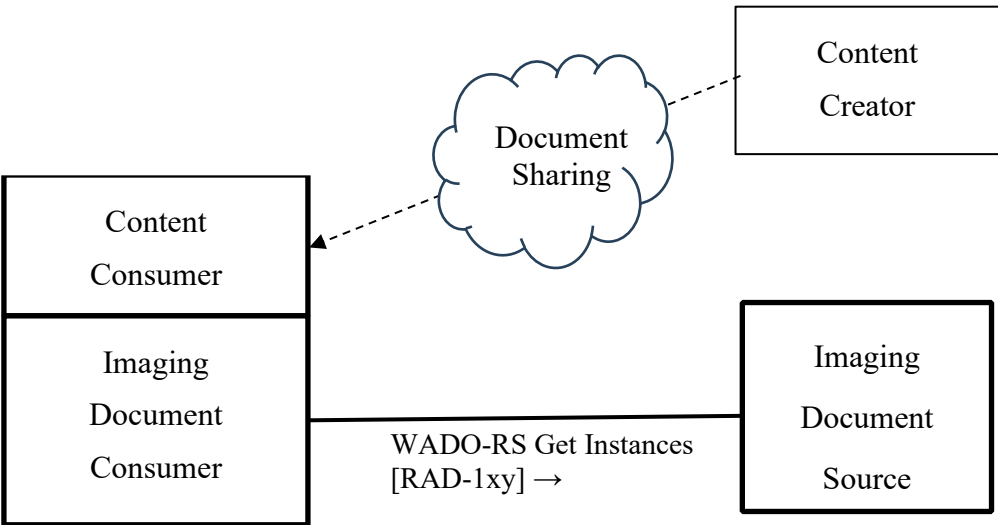 Content
Creator
Document
Sharing
Content
Consumer
Imaging
Document
Consumer
WADO-RS Get Instances
[RAD-1xy] →
Imaging
Document
Source